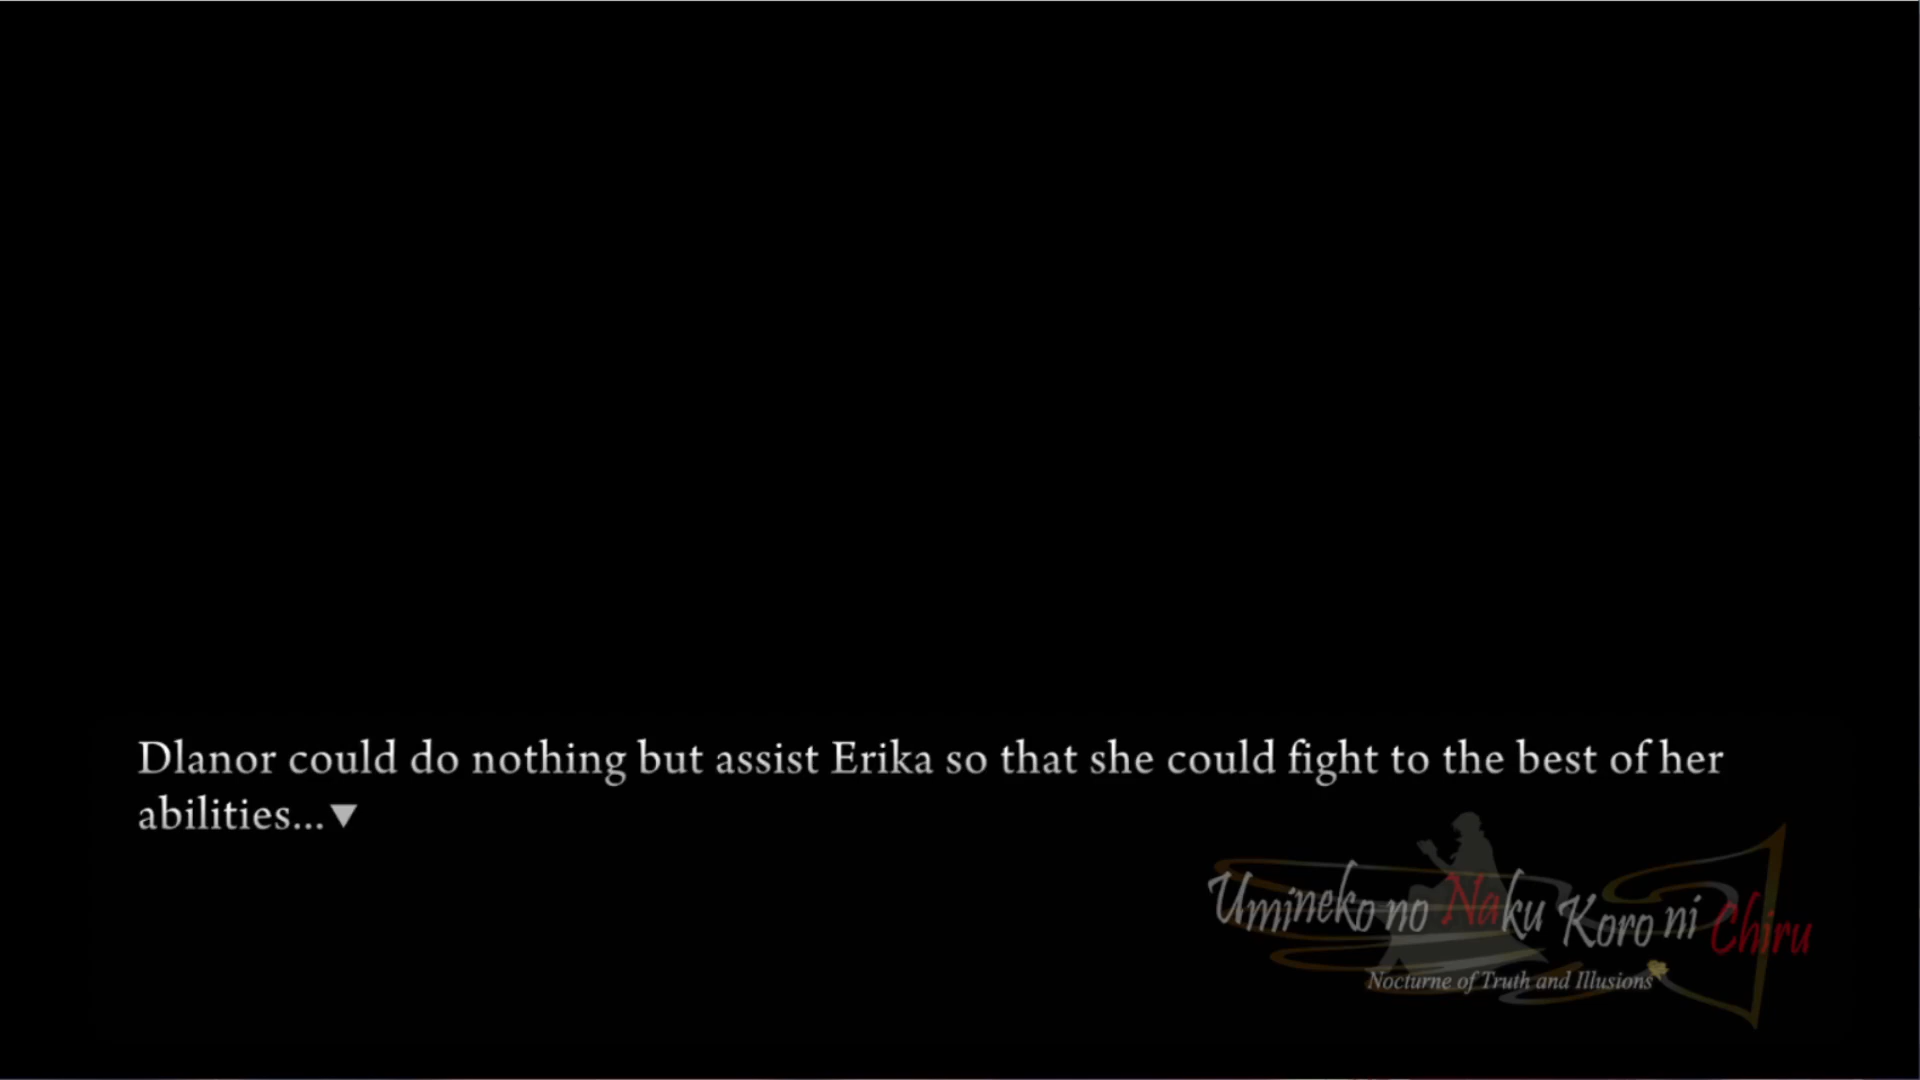 Dlanor could do nothing but assist Erika so that she could fight to the best of her
abilities...▼
Umineko no Naku Koro ni Chiru
Nocturne of Truth and Illusions